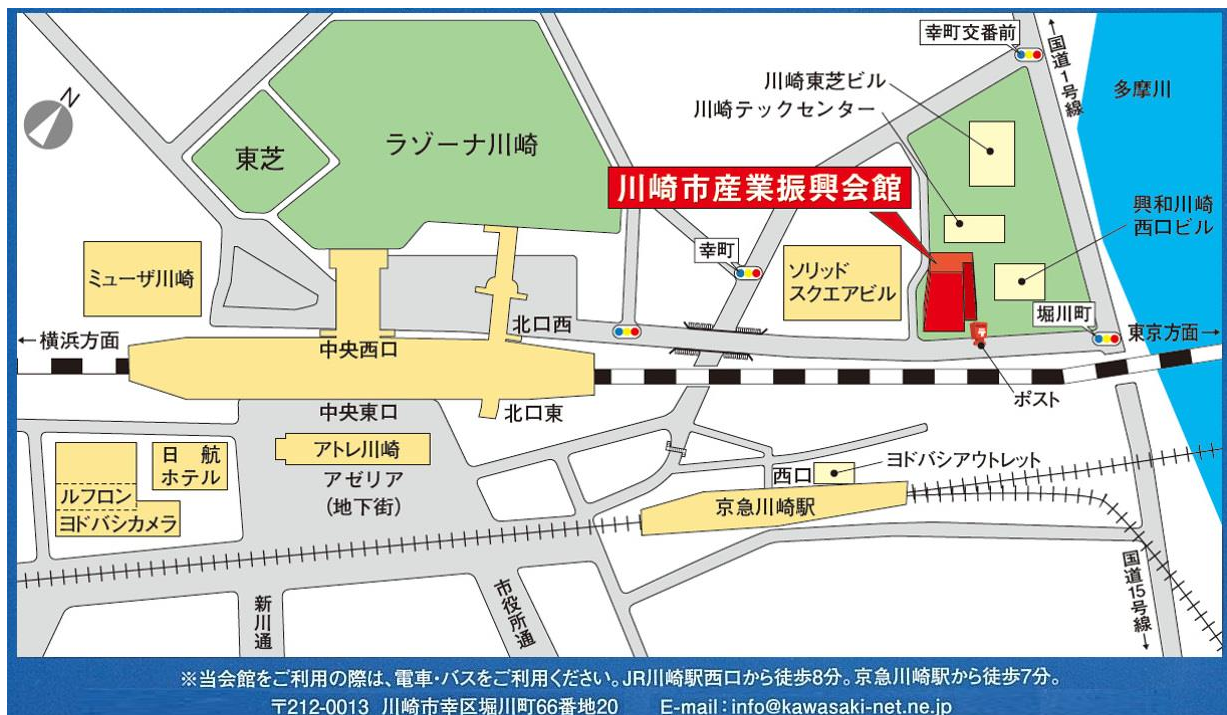 幸町交番前
↑国道1号線
多摩川
川崎東芝ビル
川崎テックセンター
N
東芝
ラゾーナ川崎
川崎市産業振興会館
興和川崎
西口ビル
ミューザ川崎
幸町
ソリッド
スクエアビル
堀川町
北口西
←横浜方面
中央西口
東京方面→
ポスト
中央東口
北口東
日航
ホテル
アトレ川崎
アゼリア
(地下街)
ルフロン
ヨドバシカメラ
西口
ヨドバシアウトレット
京急川崎駅
新川通
市役所通
国道15号線→
※当会館をご利用の際は、電車・バスをご利用ください。JR川崎駅西口から徒歩8分。京急川崎駅から徒歩7分。
〒212-0013 川崎市幸区堀川町66番地20 E-mail:info@kawasaki-net.ne.jp